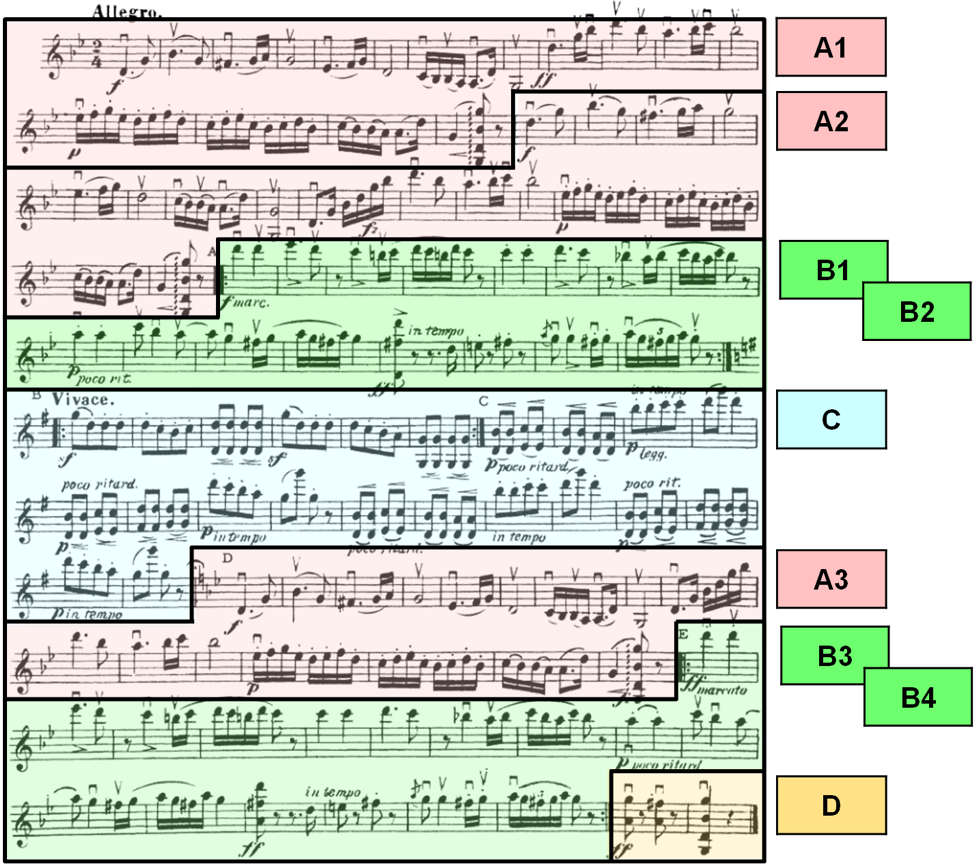 Allegro.
A1
f
ff
A2
p
f
fz
A
B1
f marc.
B2
in tempo
p poco rit.
ff
B Vivace.
C
in tempo
C
sf
sf
p poco ritard.
p legg.
poco ritard.
poco rit.
p
p in tempo
poco ritard.
in tempo
p
D
A3
p in tempo
f
E
B3
p
f
ff marcato
B4
p poco ritard
in tempo
D
ff
ff